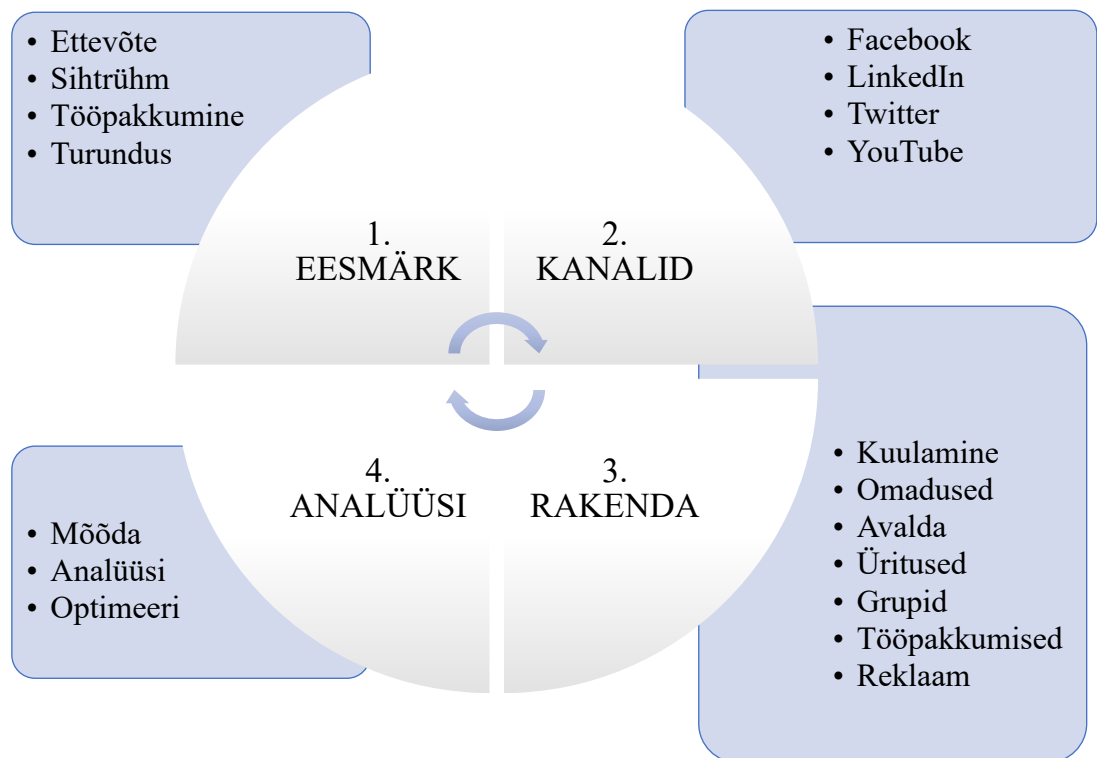 • Ettevõte
• Sihtrühm
• Tööpakkumine
• Turundus
1.
EESMÄRK
• Facebook
• LinkedIn
• Twitter
• YouTube
2.
KANALID
3.
RAKENDA
• Kuulamine
• Omadused
• Avalda
• Üritused
• Grupid
• Tööpakkumised
• Reklaam
4.
ANALÜÜSI
• Mõõda
• Analüüsi
• Optimeeri